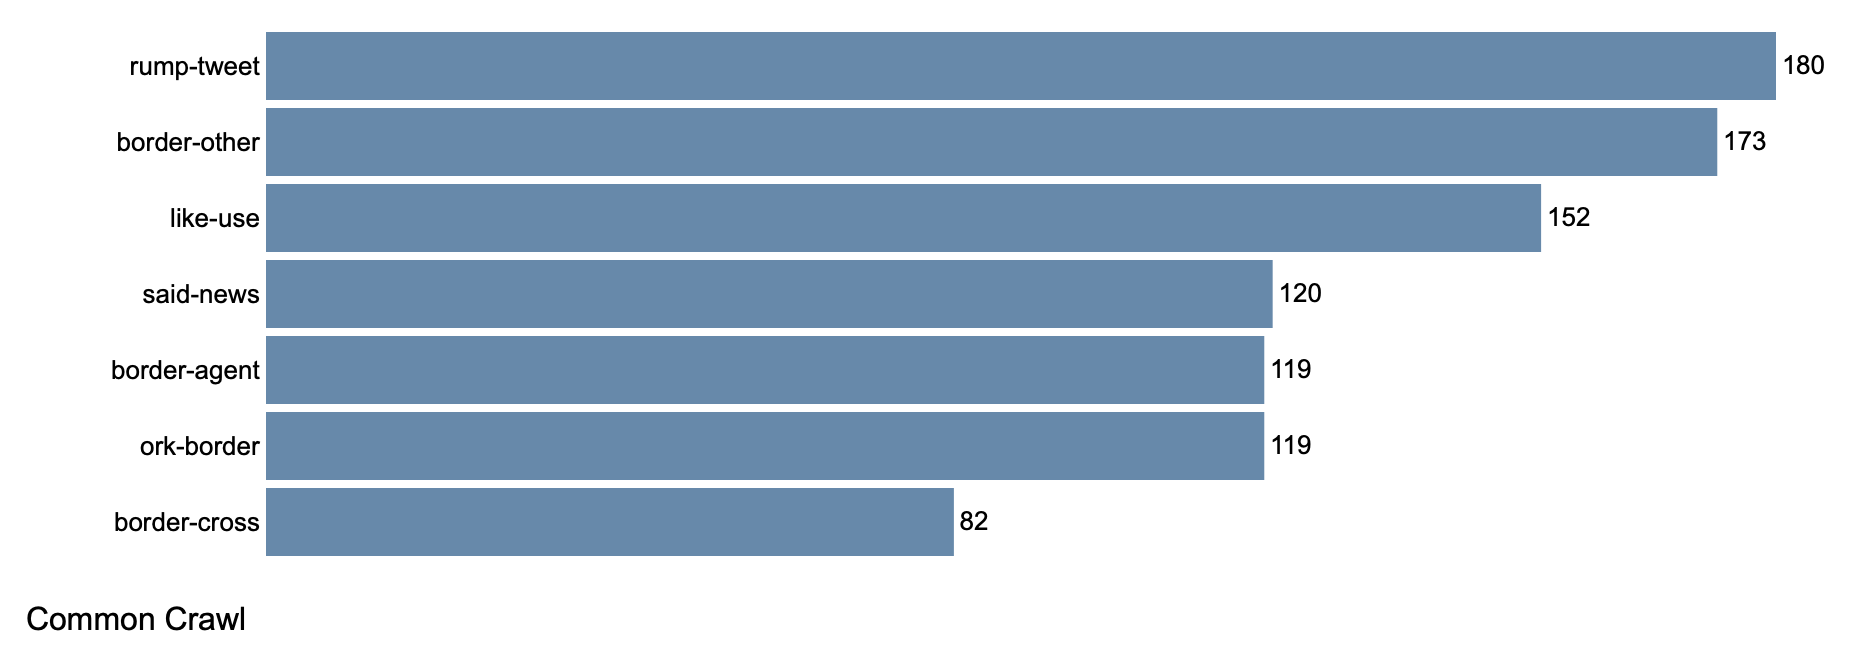 rump-tweet 180
border-other 173
like-use 152
said-news 120
border-agent 119
ork-border 119
border-cross 82
Common Crawl